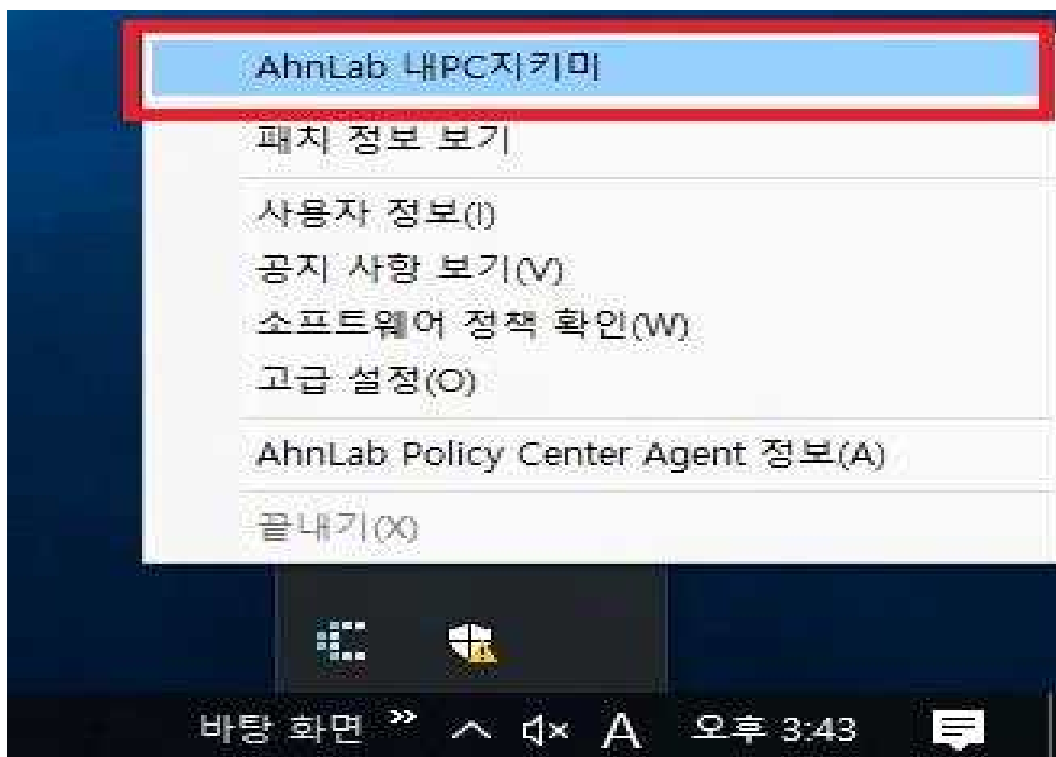 AhnLab 내PC지키미
패치 정보 보기
사용자 정보(I)
공지 사항 보기(V)
소프트웨어 정책 확인(W)
고급 설정(O)
AhnLab Policy Center Agent 정보(A)
끝내기(X)
바탕 화면 » A 오후 3:43